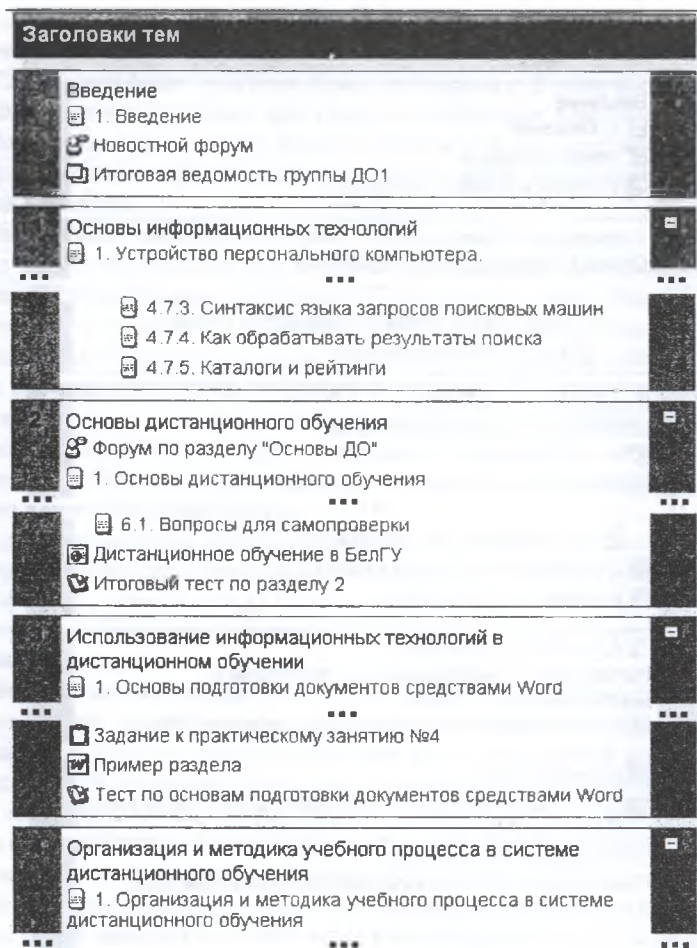 Заголовки тем
Введение
1. Введение
Новостной форум
Итоговая ведомость группы ДО1
Основы информационных технологий
1. Устройство персонального компьютера.
4.7.3. Синтаксис языка запросов поисковых машин
4.7.4. Как обрабатывать результаты поиска
4.7.5. Каталоги и рейтинги
2
Основы дистанционного обучения
Форум по разделу "Основы ДО"
1. Основы дистанционного обучения
6.1. Вопросы для самопроверки
Дистанционное обучение в БелГУ
Итоговый тест по разделу 2
Использование информационных технологий в
дистанционном обучении
1. Основы подготовки документов средствами Word
Задание к практическому занятию №4
Пример раздела
Тест по основам подготовки документов средствами Word
Организация и методика учебного процесса в системе
дистанционного обучения
1. Организация и методика учебного процесса в системе
дистанционного обучения